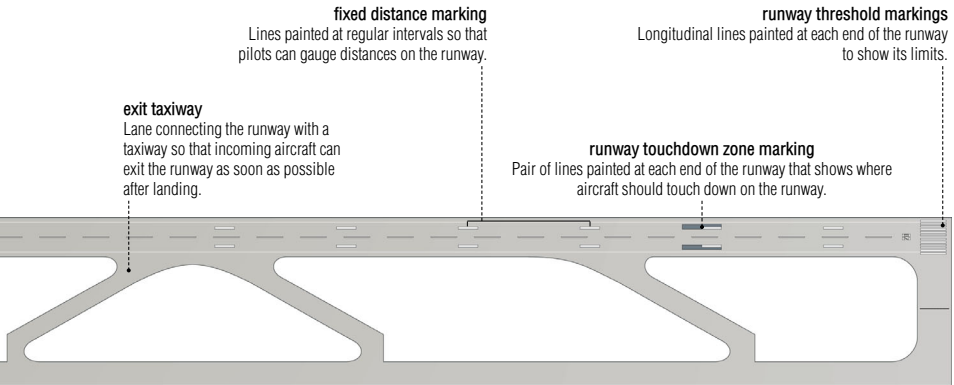 fixed distance marking
Lines painted at regular intervals so that
pilots can gauge distances on the runway.
runway threshold markings
Longitudinal lines painted at each end of the runway
to show its limits.
exit taxiway
Lane connecting the runway with a
taxiway so that incoming aircraft can
exit the runway as soon as possible
after landing.
runway touchdown zone marking
Pair of lines painted at each end of the runway that shows where
aircraft should touch down on the runway.